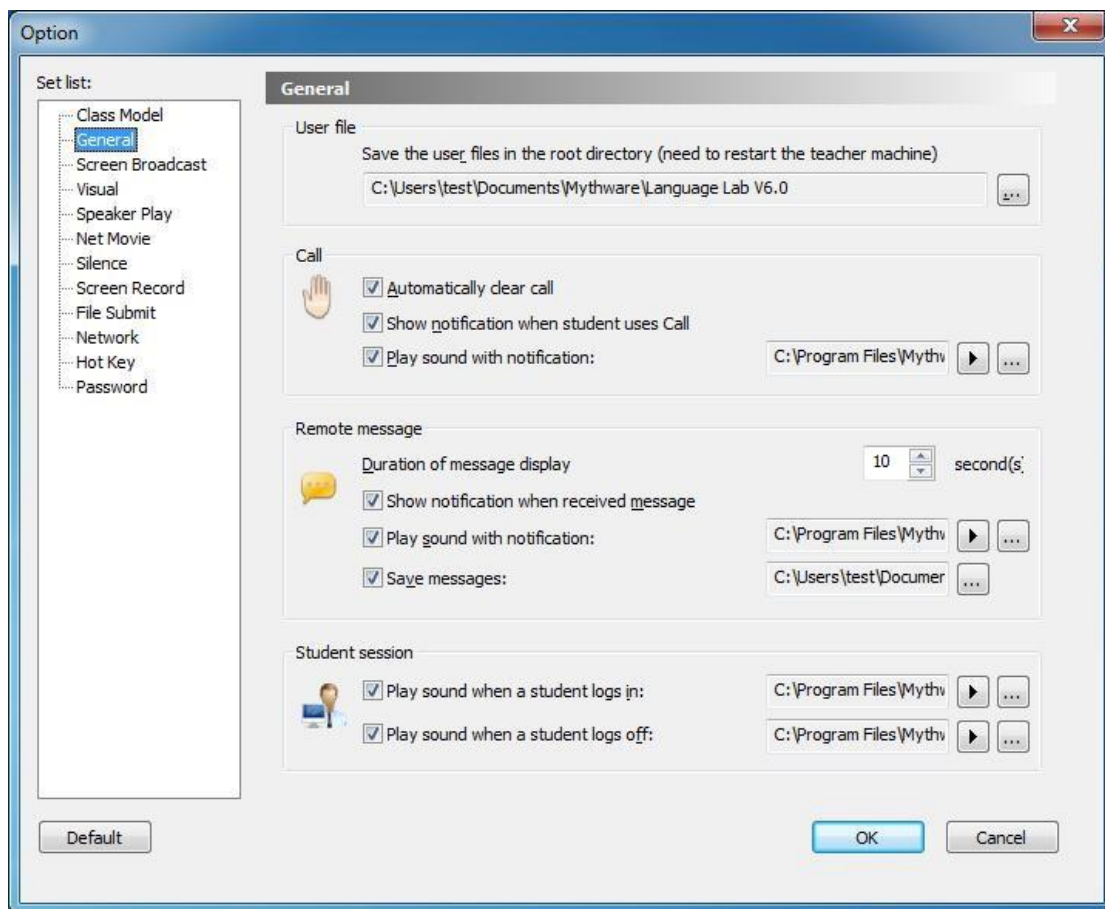 Option
Set list:
Class Model
General
Screen Broadcast
Visual
Speaker Play
Net Movie
Silence
Screen Record
File Submit
Network
Hot Key
Password
General
User file
Save the user files in the root directory (need to restart the teacher machine)
C:\Users\test\Documents\Mythware\Language Lab V6.0
...
Call
Automatically clear call
Show notification when student uses Call
Play sound with notification: C:\Program Files\Mythw ...
Remote message
Duration of message display 10 second(s)
Show notification when received message
Play sound with notification: C:\Program Files\Mythw ...
Save messages: C:\Users\test\Documer ...
Student session
Play sound when a student logs in: C:\Program Files\Mythw ...
Play sound when a student logs off: C:\Program Files\Mythw ...
Default OK Cancel